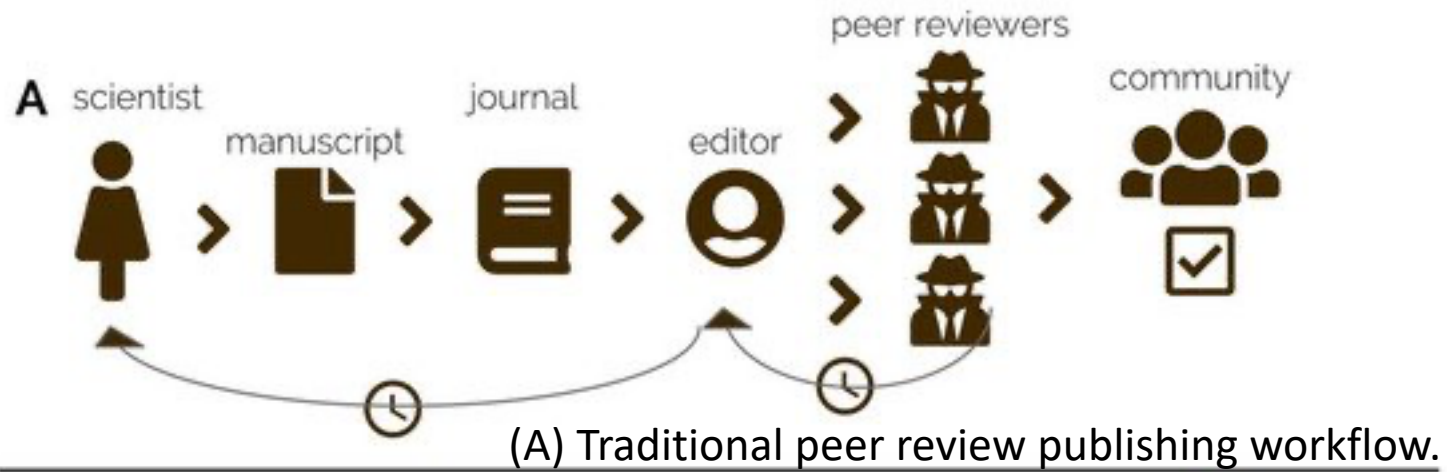 A
scientist
manuscript
journal
editor
peer reviewers
community
(A) Traditional peer review publishing workflow.